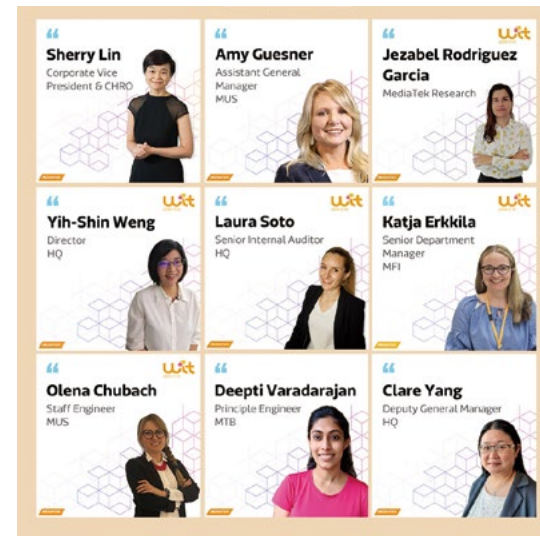 Sherry Lin
Corporate Vice
President & CHRO
Amy Guesner
Assistant General
Manager
MUS
Jezabel Rodriguez
Garcia
MediaTek Research
Yih-Shin Weng
Director
HQ
Laura Soto
Senior Internal Auditor
HQ
Katja Erkkila
Senior Department
Manager
MFI
Olena Chubach
Staff Engineer
MUS
Deepti Varadarajan
Principle Engineer
MTB
Clare Yang
Deputy General Manager
HQ